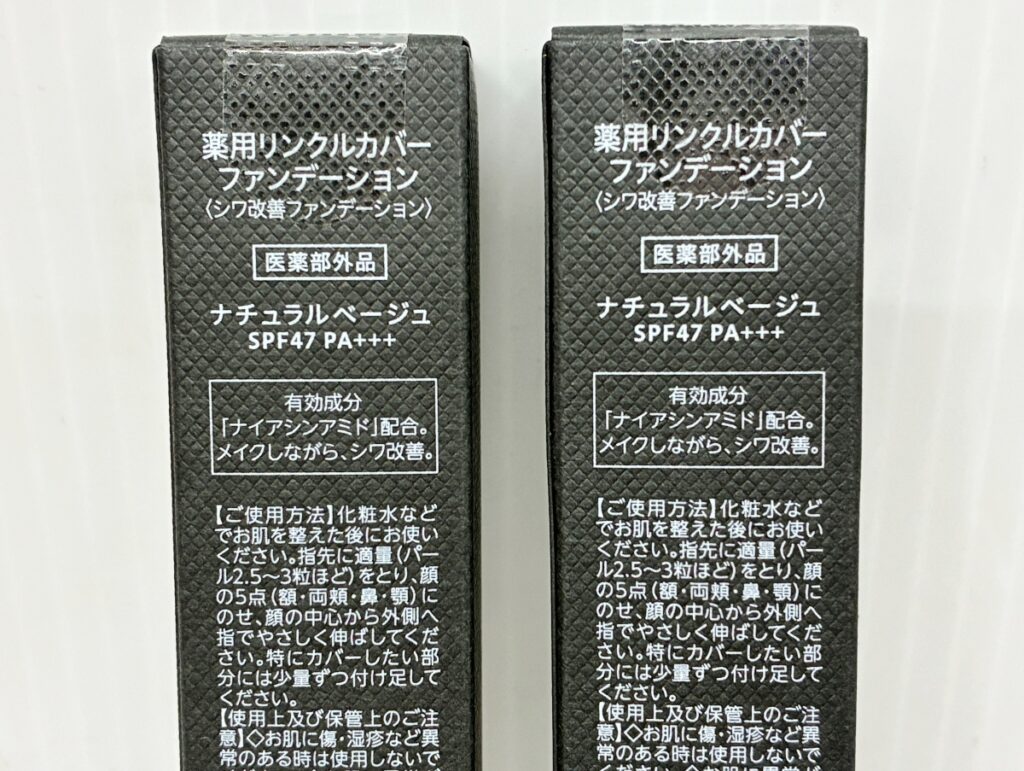 薬用リンクルカバー
ファンデーション
〈シワ改善ファンデーション〉
医薬部外品
ナチュラルベージュ
SPF47 PA+++
有効成分
「ナイアシンアミド」配合。
メイクしながら、シワ改善。
【ご使用方法】化粧水など
でお肌を整えた後にお使い
ください。指先に適量（パー
ル2.5〜3粒ほど）をとり、顔
の5点（額・両頬・鼻・顎）に
のせ、顔の中心から外側へ
指でやさしく伸ばしてくだ
さい。特にカバーしたい部
分には少量ずつ付け足して
ください。
【使用上及び保管上のご注
意】◇お肌に傷・湿疹など異
常のある時は使用しないで
薬用リンクルカバー
ファンデーション
〈シワ改善ファンデーション〉
医薬部外品
ナチュラルベージュ
SPF47 PA+++
有効成分
「ナイアシンアミド」配合。
メイクしながら、シワ改善。
【ご使用方法】化粧水など
でお肌を整えた後にお使い
ください。指先に適量（パー
ル2.5〜3粒ほど）をとり、顔
の5点（額・両頬・鼻・顎）に
のせ、顔の中心から外側へ
指でやさしく伸ばしてくだ
さい。特にカバーしたい部
分には少量ずつ付け足して
ください。
【使用上及び保管上のご注
意】◇お肌に傷・湿疹など異
常のある時は使用しないで